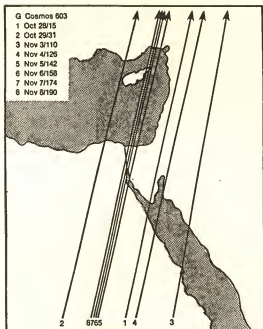 G Cosmos 603
1 Oct 28/15
2 Oct 29/31
3 Nov 3/110
4 Nov 4/126
5 Nov 5/142
6 Nov 6/158
7 Nov 7/174
8 Nov 8/190
2 8765 1 4 3